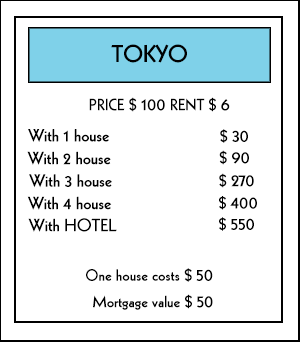 TOKYO
PRICE $ 100 RENT $ 6
With 1 house $ 30
With 2 house $ 90
With 3 house $ 270
With 4 house $ 400
With HOTEL $ 550
One house costs $ 50
Mortgage value $ 50